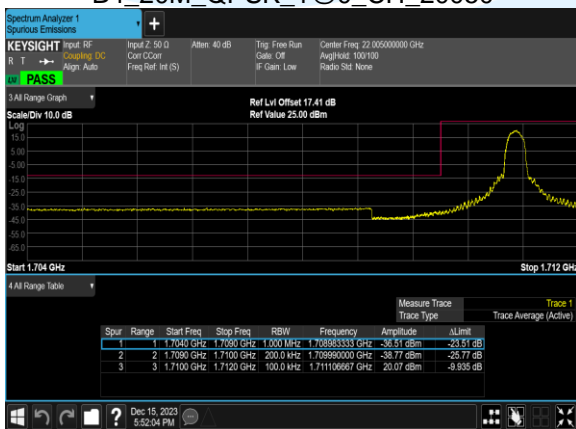 Spectrum Analyzer 1
Spurious Emissions
KEYSIGHT Input: RF Input Z: 50 Ω Atten: 40 dB Trig: Free Run Center Freq: 22.005000000 GHz
R T Coupling: DC Corr CCorr Gate: Off Avg|Hold: 100/100
Align: Auto Freq Ref: Int (S) IF Gain: Low Radio Std: None
PASS
3 All Range Graph
Ref Lvl Offset 17.41 dB
Scale/Div 10.0 dB Ref Value 25.00 dBm
Log
15.0
5.00
-5.00
-15.0
-25.0
-35.0
-45.0
-55.0
-65.0
Start 1.704 GHz Stop 1.712 GHz
4 All Range Table
Measure Trace Trace 1
Trace Type Trace Average (Active)
Spur Range Start Freq Stop Freq RBW Frequency Amplitude ΔLimit
1 1 1.7040 GHz 1.7090 GHz 1.000 MHz 1.708983333 GHz -36.51 dBm -23.51 dB
2 2 1.7090 GHz 1.7100 GHz 200.0 kHz 1.709990000 GHz -38.77 dBm -25.77 dB
3 3 1.7100 GHz 1.7120 GHz 100.0 kHz 1.711106667 GHz 20.07 dBm -9.935 dB
Dec 15, 2023
5:52:04 PM